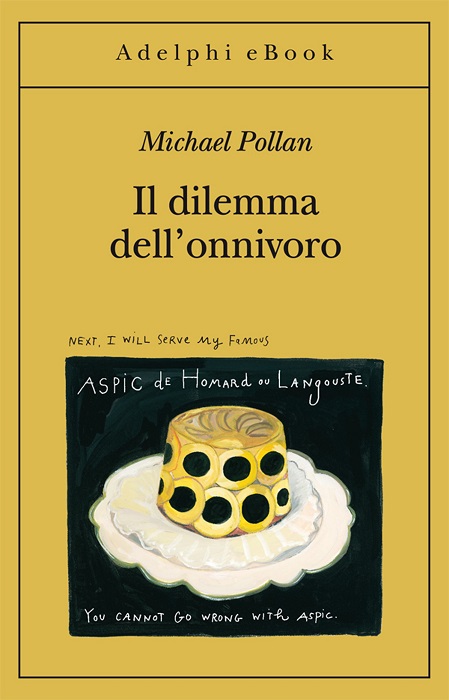 Adelphi eBook
Michael Pollan
Il dilemma
dell’onnivoro
NEXT, I WILL SERVE MY FAMOUS
ASPIC de HOMARD OU LANGOUSTE.
YOU CANNOT GO WRONG WITH ASPIC.